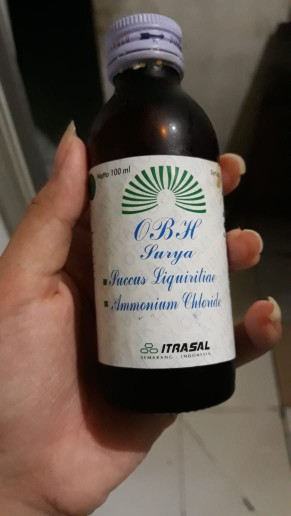 Netto 100 ml
OBH
Surya
Succus Liquiritiae
Ammonium Chloride
ITRASAL
SEMARANG - INDONESIA